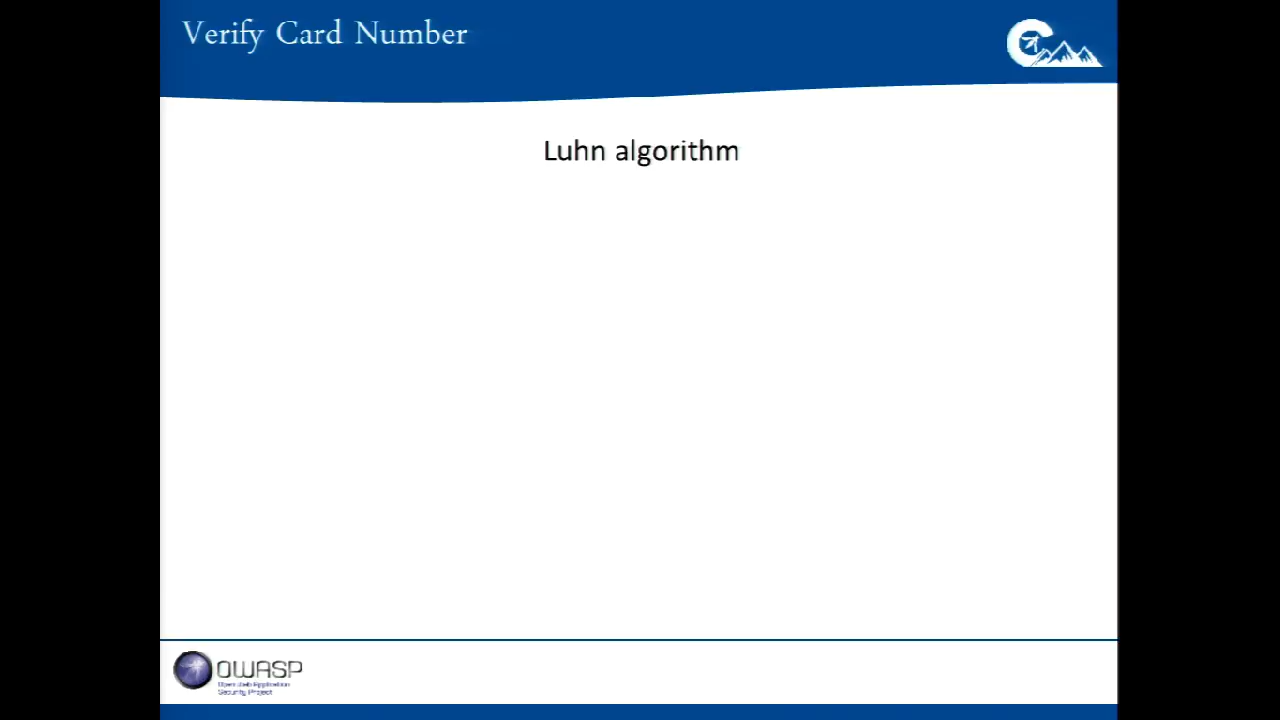 Verify Card Number
Luhn algorithm
OWASP
Open Web Application
Security Project